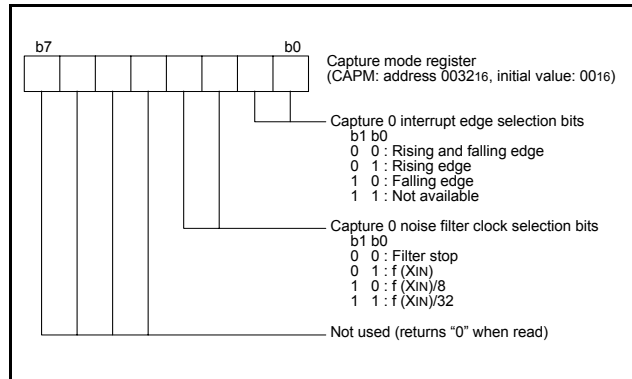 b7 b0
Capture mode register
(CAPM: address 003216, initial value: 0016)
Capture 0 interrupt edge selection bits
b1 b0
0 0 : Rising and falling edge
0 1 : Rising edge
1 0 : Falling edge
1 1 : Not available
Capture 0 noise filter clock selection bits
b1 b0
0 0 : Filter stop
0 1 : f (XIN)
1 0 : f (XIN)/8
1 1 : f (XIN)/32
Not used (returns “0” when read)